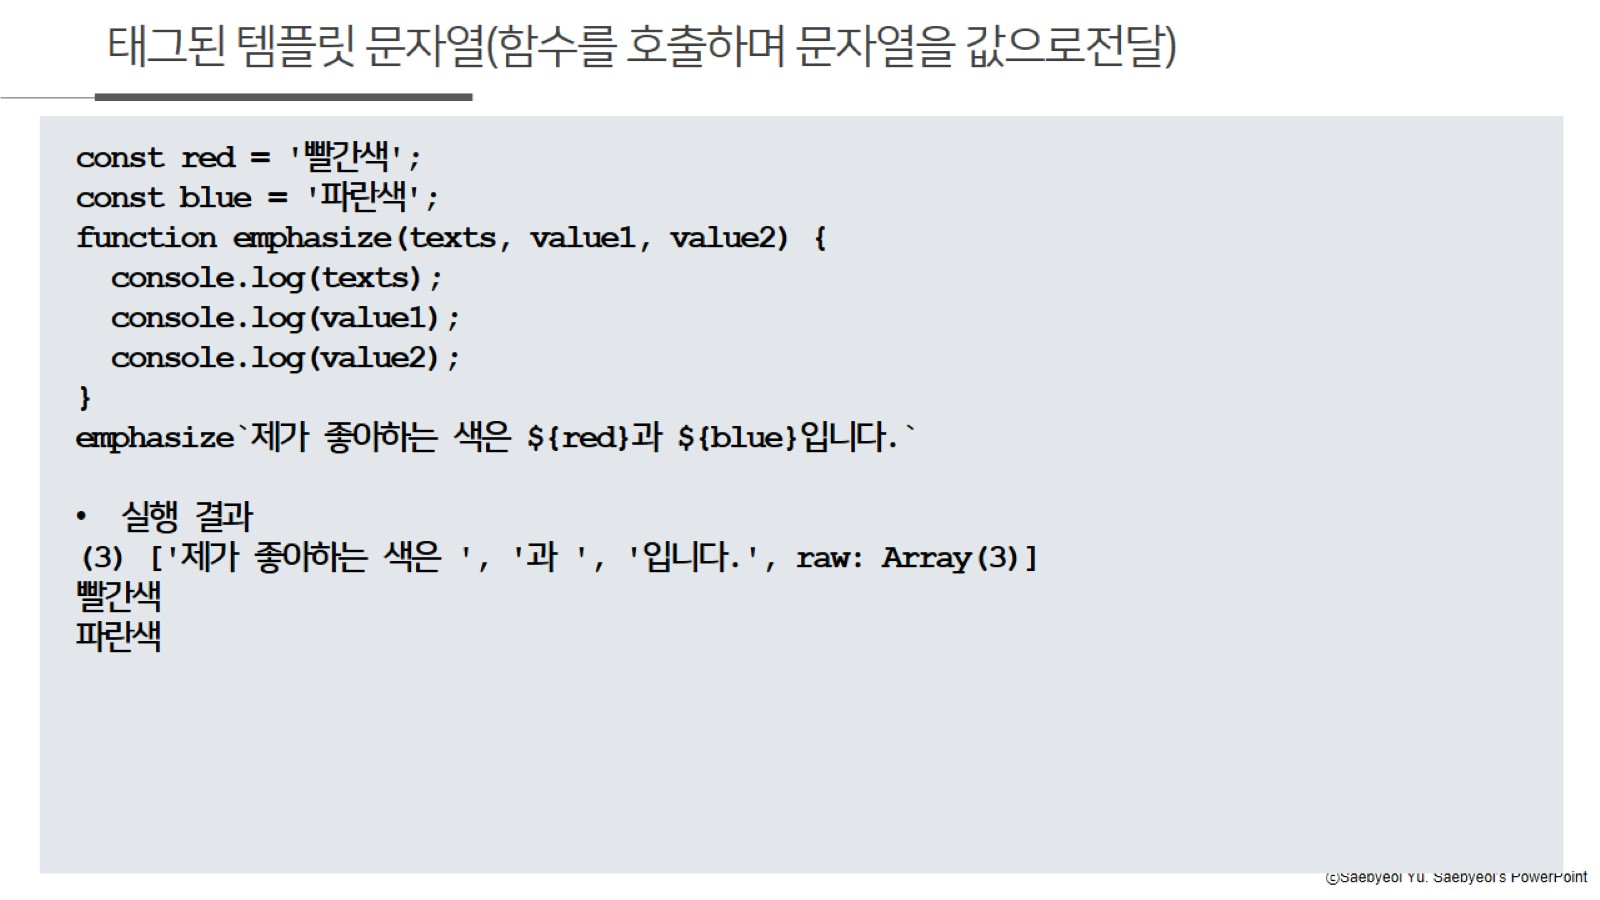 태그된 템플릿 문자열(함수를 호출하며 문자열을 값으로전달)
const red = '빨간색';
const blue = '파란색';
function emphasize(texts, value1, value2) {
  console.log(texts);
  console.log(value1);
  console.log(value2);
}
emphasize`제가 좋아하는 색은 ${red}과 ${blue}입니다.`
• 실행 결과
(3) ['제가 좋아하는 색은 ', '과 ', '입니다.', raw: Array(3)]
빨간색
파란색
ⓒSaebyeol Yu. Saebyeol's PowerPoint